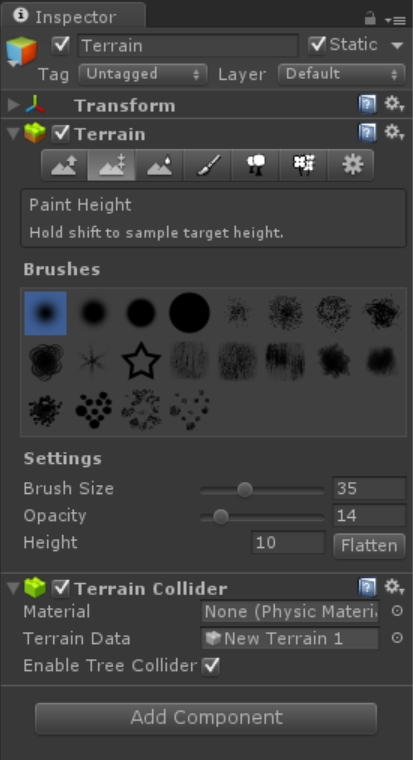 Inspector
Terrain Static
Tag Untagged Layer Default
Transform
Terrain
Paint Height
Hold shift to sample target height.
Brushes
Settings
Brush Size 35
Opacity 14
Height 10 Flatten
Terrain Collider
Material None (Physic Materi
Terrain Data New Terrain 1
Enable Tree Collider
Add Component